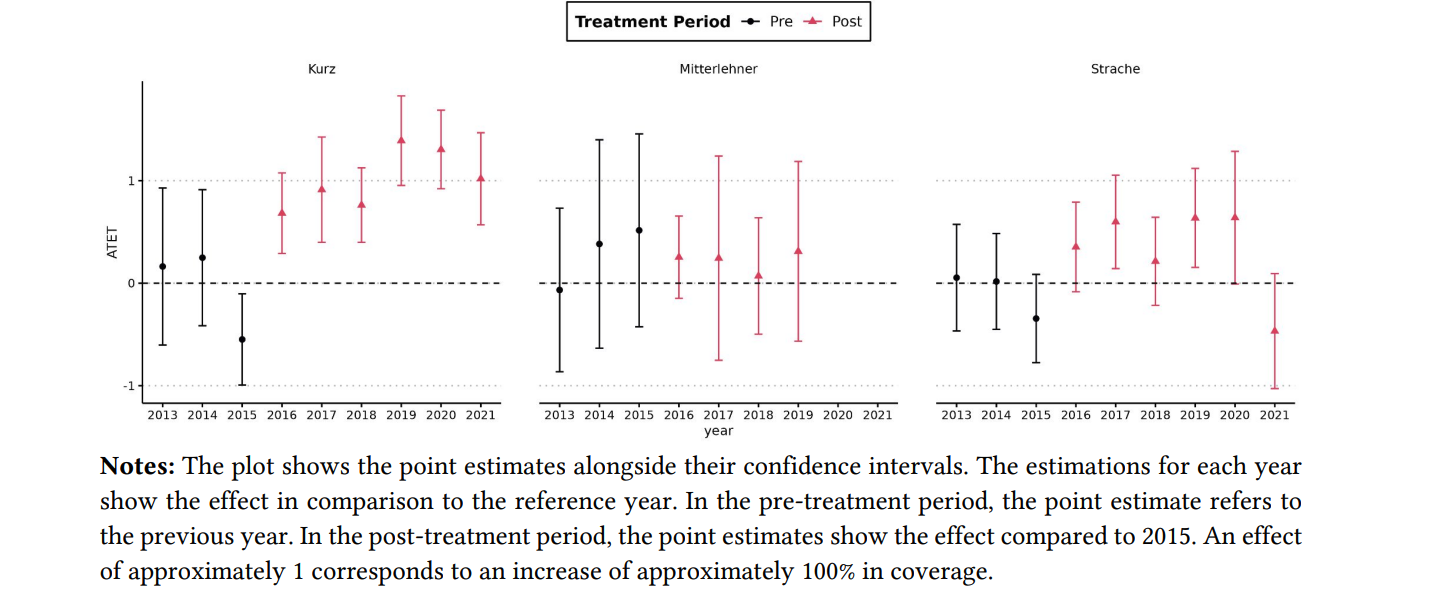 Treatment Period Pre Post
Kurz Mitterlehner Strache
1
0
-1
ATET
2013 2014 2015 2016 2017 2018 2019 2020 2021 2013 2014 2015 2016 2017 2018 2019 2020 2021 2013 2014 2015 2016 2017 2018 2019 2020 2021
year
Notes: The plot shows the point estimates alongside their confidence intervals. The estimations for each year
show the effect in comparison to the reference year. In the pre-treatment period, the point estimate refers to
the previous year. In the post-treatment period, the point estimates show the effect compared to 2015. An effect
of approximately 1 corresponds to an increase of approximately 100% in coverage.